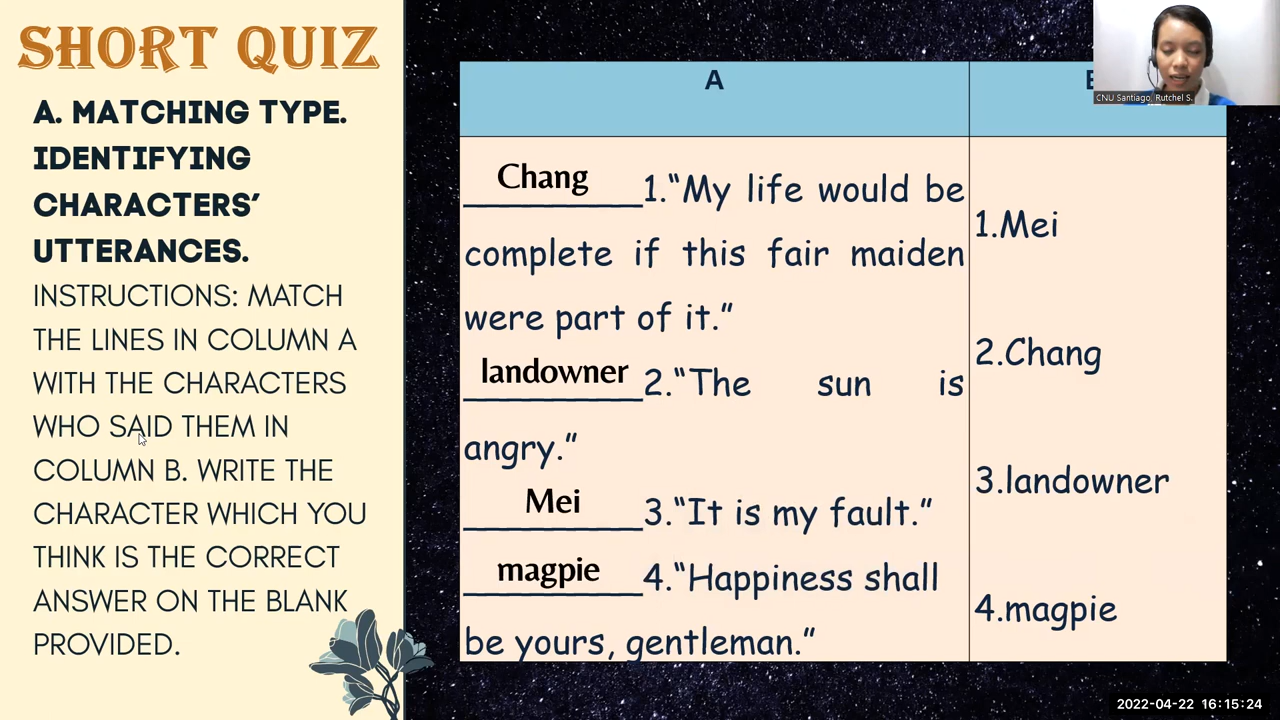 SHORT QUIZ
A. MATCHING TYPE.
IDENTIFYING
CHARACTERS'
UTTERANCES.
INSTRUCTIONS: MATCH
THE LINES IN COLUMN A
WITH THE CHARACTERS
WHO SAID THEM IN
COLUMN B. WRITE THE
CHARACTER WHICH YOU
THINK IS THE CORRECT
ANSWER ON THE BLANK
PROVIDED.
A
Chang
__________1.“My life would be
complete if this fair maiden
were part of it.”
landowner
__________2.“The sun is
angry.”
Mei
__________3.“It is my fault.”
magpie
__________4.“Happiness shall
be yours, gentleman.”
1.Mei
2.Chang
3.landowner
4.magpie
CNU Santiago, Rutchel S.
2022-04-22 16:15:24